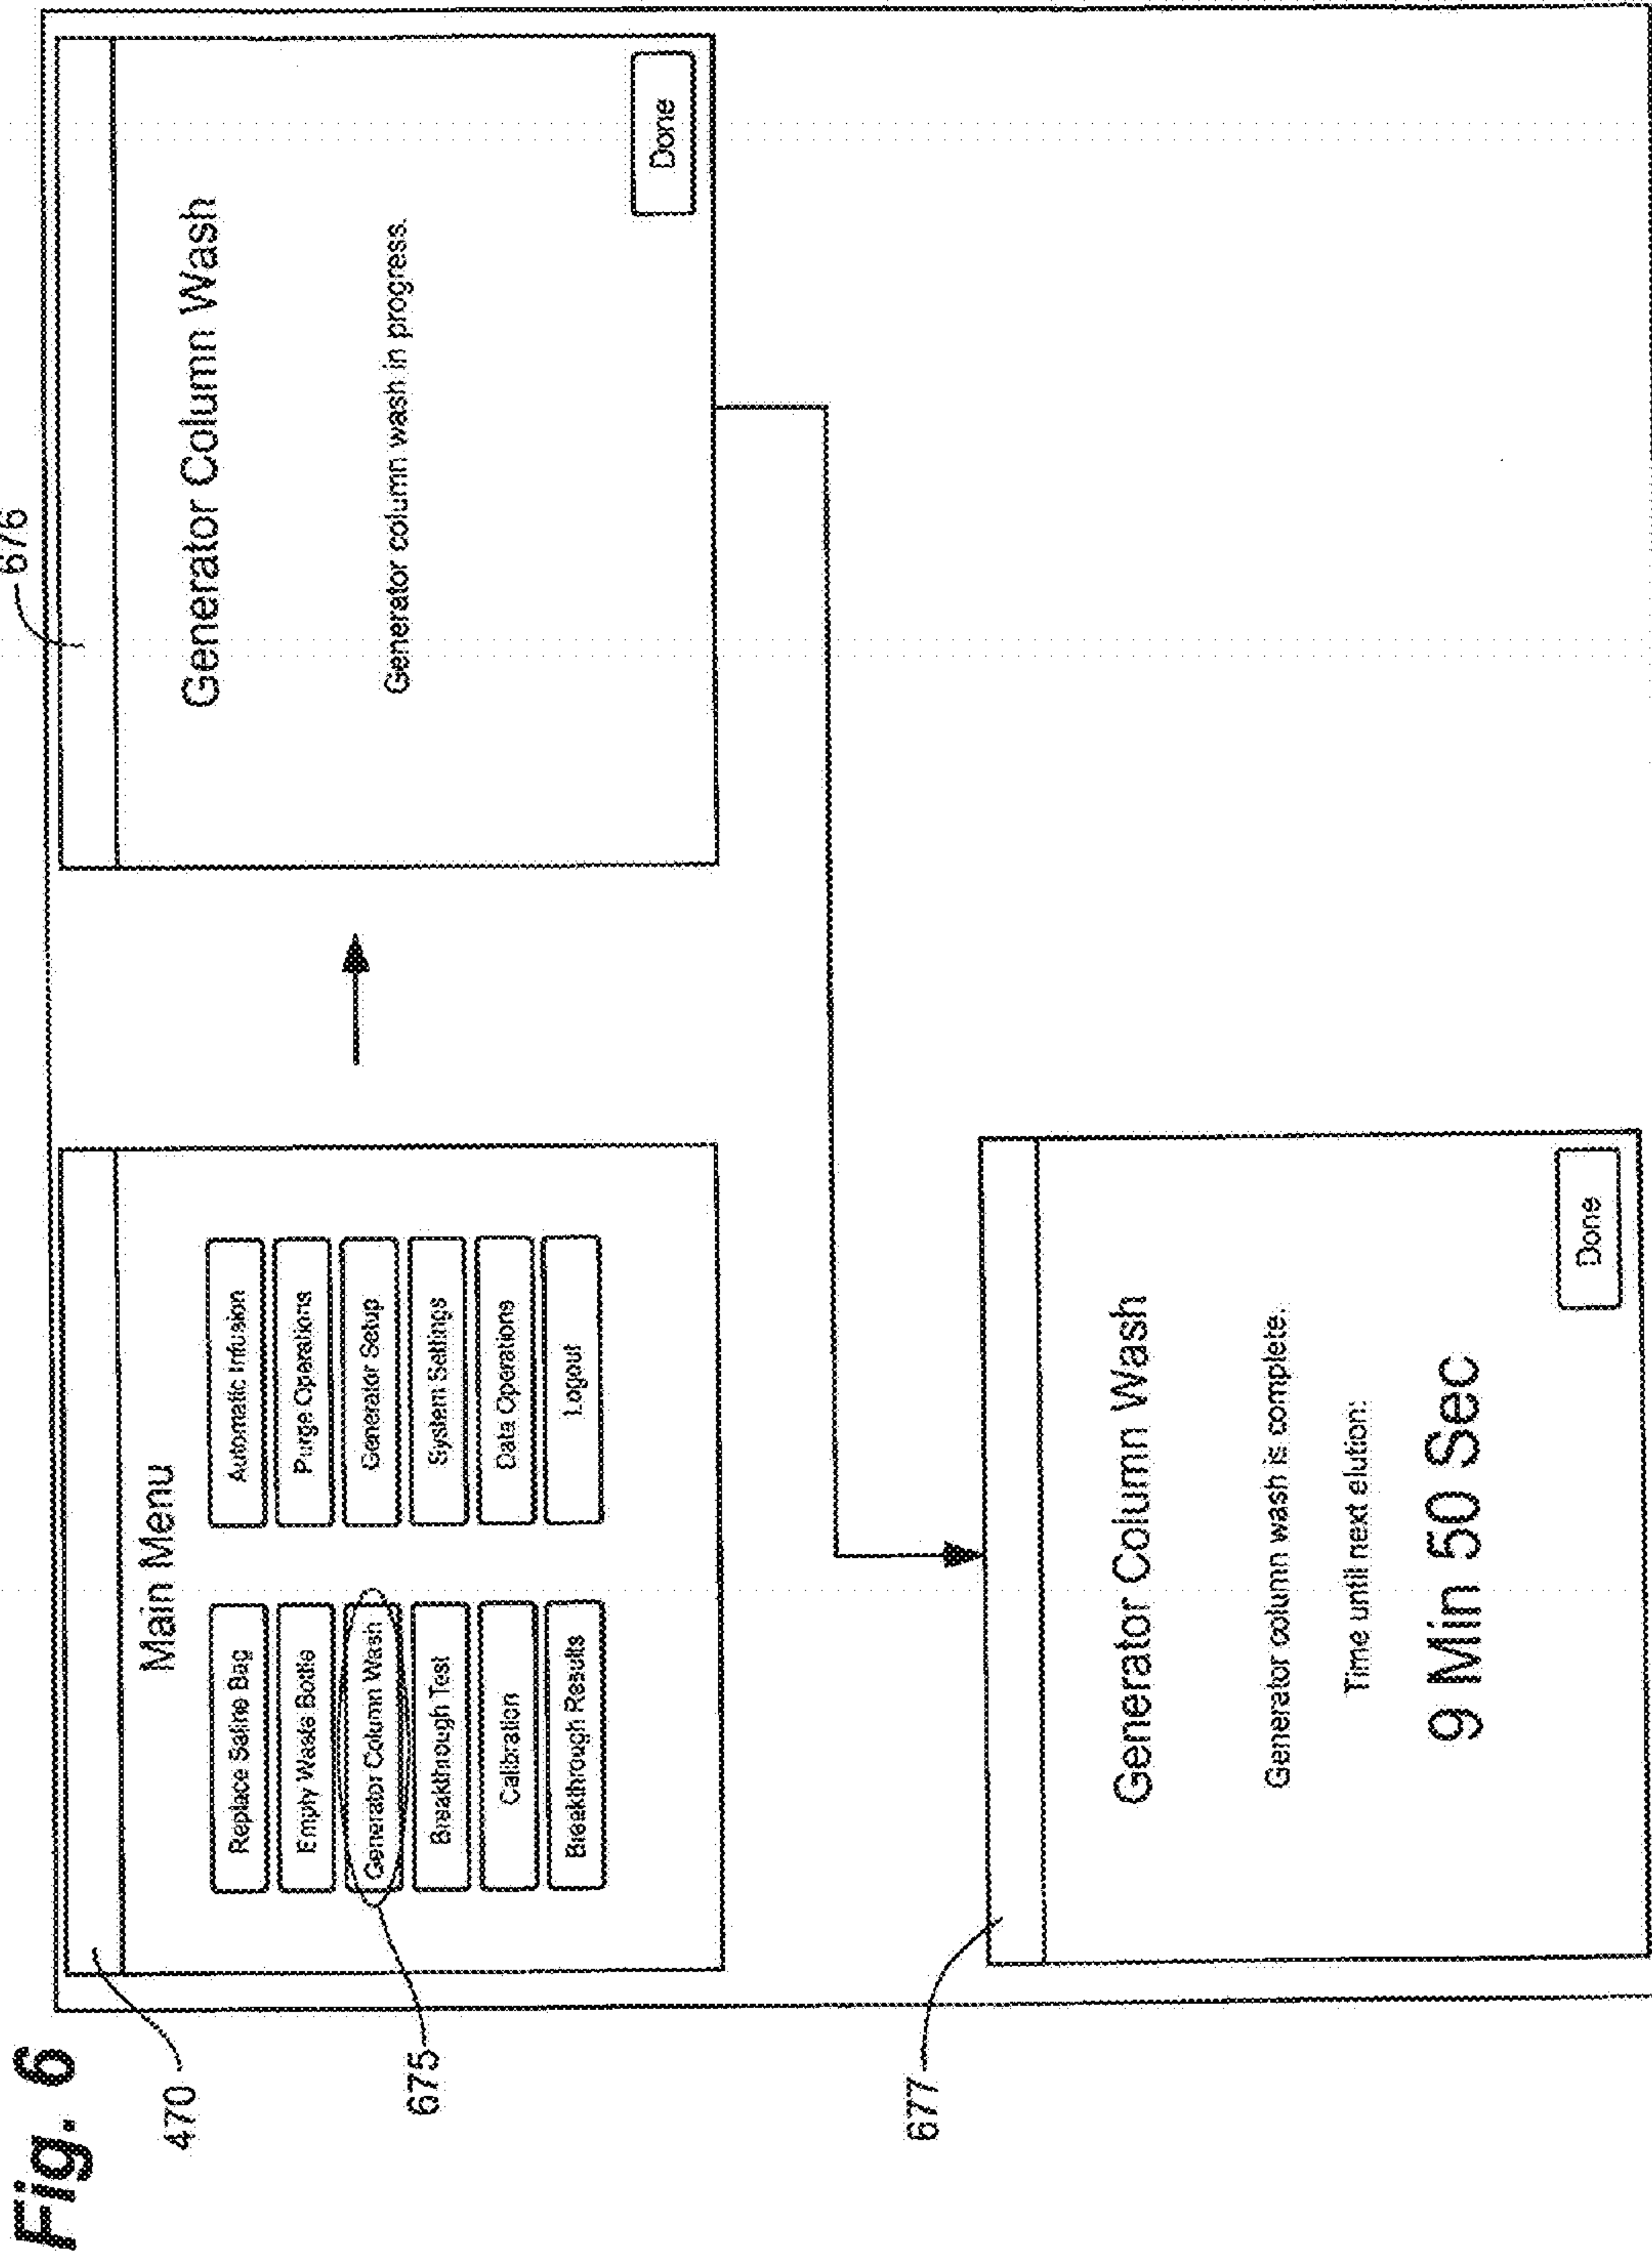 Fig. 6
470
Main Menu
Replace Saline Bag
Empty Waste Bottle
Generator Column Wash
Breakthrough Test
Calibration
Breakthrough Results
Automatic Infusion
Purge Operations
Generator Setup
System Settings
Data Operations
Logout
675
676
Generator Column Wash
Generator column wash in progress.
Done
677
Generator Column Wash
Generator column wash is complete.
Time until next elution:
9 Min 50 Sec
Done